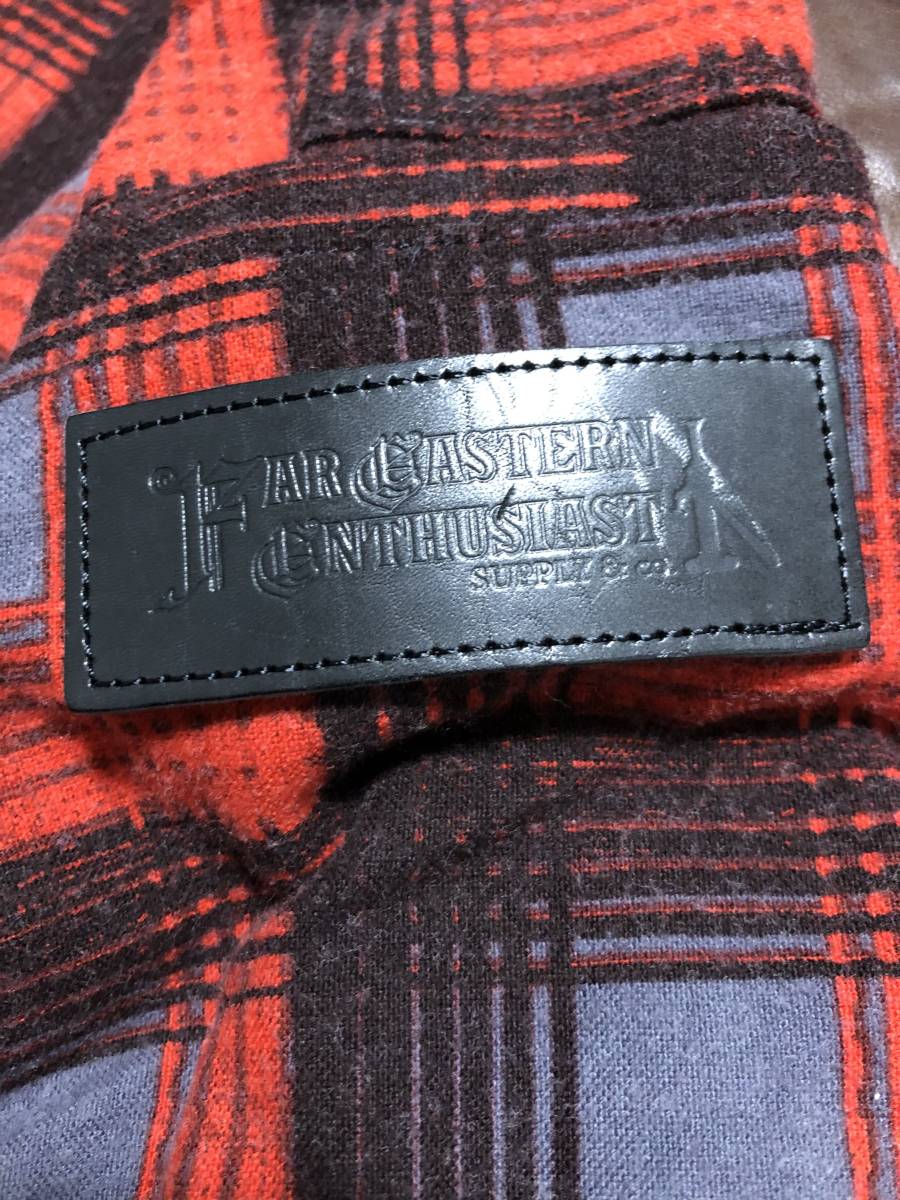 ® FAR EASTERN
ENTHUSIAST
SUPPLY & CO.